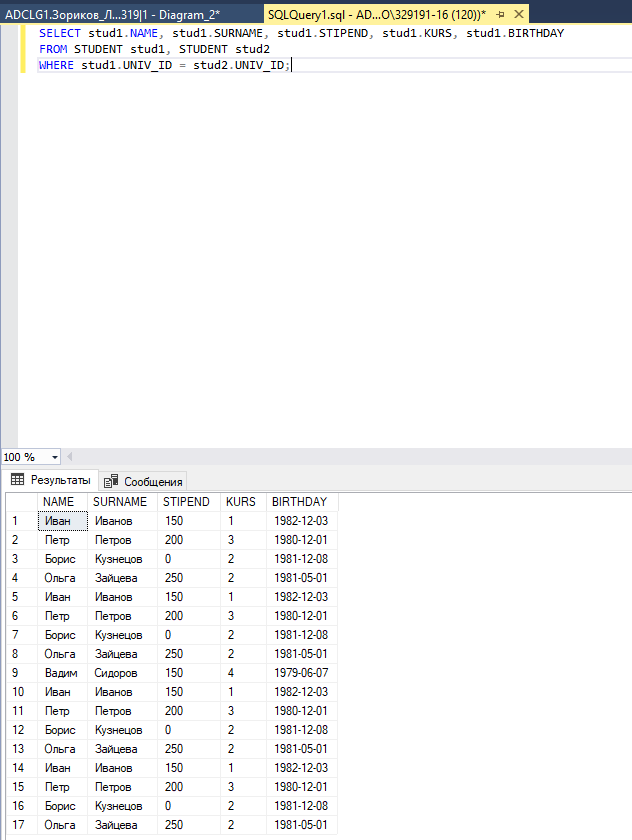 ADCLG1.Зориков_Л...319|1 - Diagram_2* SQLQuery1.sql - AD...O\329191-16 (120))*
SELECT stud1.NAME, stud1.SURNAME, stud1.STIPEND, stud1.KURS, stud1.BIRTHDAY
FROM STUDENT stud1, STUDENT stud2
WHERE stud1.UNIV_ID = stud2.UNIV_ID;
100 %
Результаты Сообщения
NAME SURNAME STIPEND KURS BIRTHDAY
1 Иван Иванов 150 1 1982-12-03
2 Петр Петров 200 3 1980-12-01
3 Борис Кузнецов 0 2 1981-12-08
4 Ольга Зайцева 250 2 1981-05-01
5 Иван Иванов 150 1 1982-12-03
6 Петр Петров 200 3 1980-12-01
7 Борис Кузнецов 0 2 1981-12-08
8 Ольга Зайцева 250 2 1981-05-01
9 Вадим Сидоров 150 4 1979-06-07
10 Иван Иванов 150 1 1982-12-03
11 Петр Петров 200 3 1980-12-01
12 Борис Кузнецов 0 2 1981-12-08
13 Ольга Зайцева 250 2 1981-05-01
14 Иван Иванов 150 1 1982-12-03
15 Петр Петров 200 3 1980-12-01
16 Борис Кузнецов 0 2 1981-12-08
17 Ольга Зайцева 250 2 1981-05-01